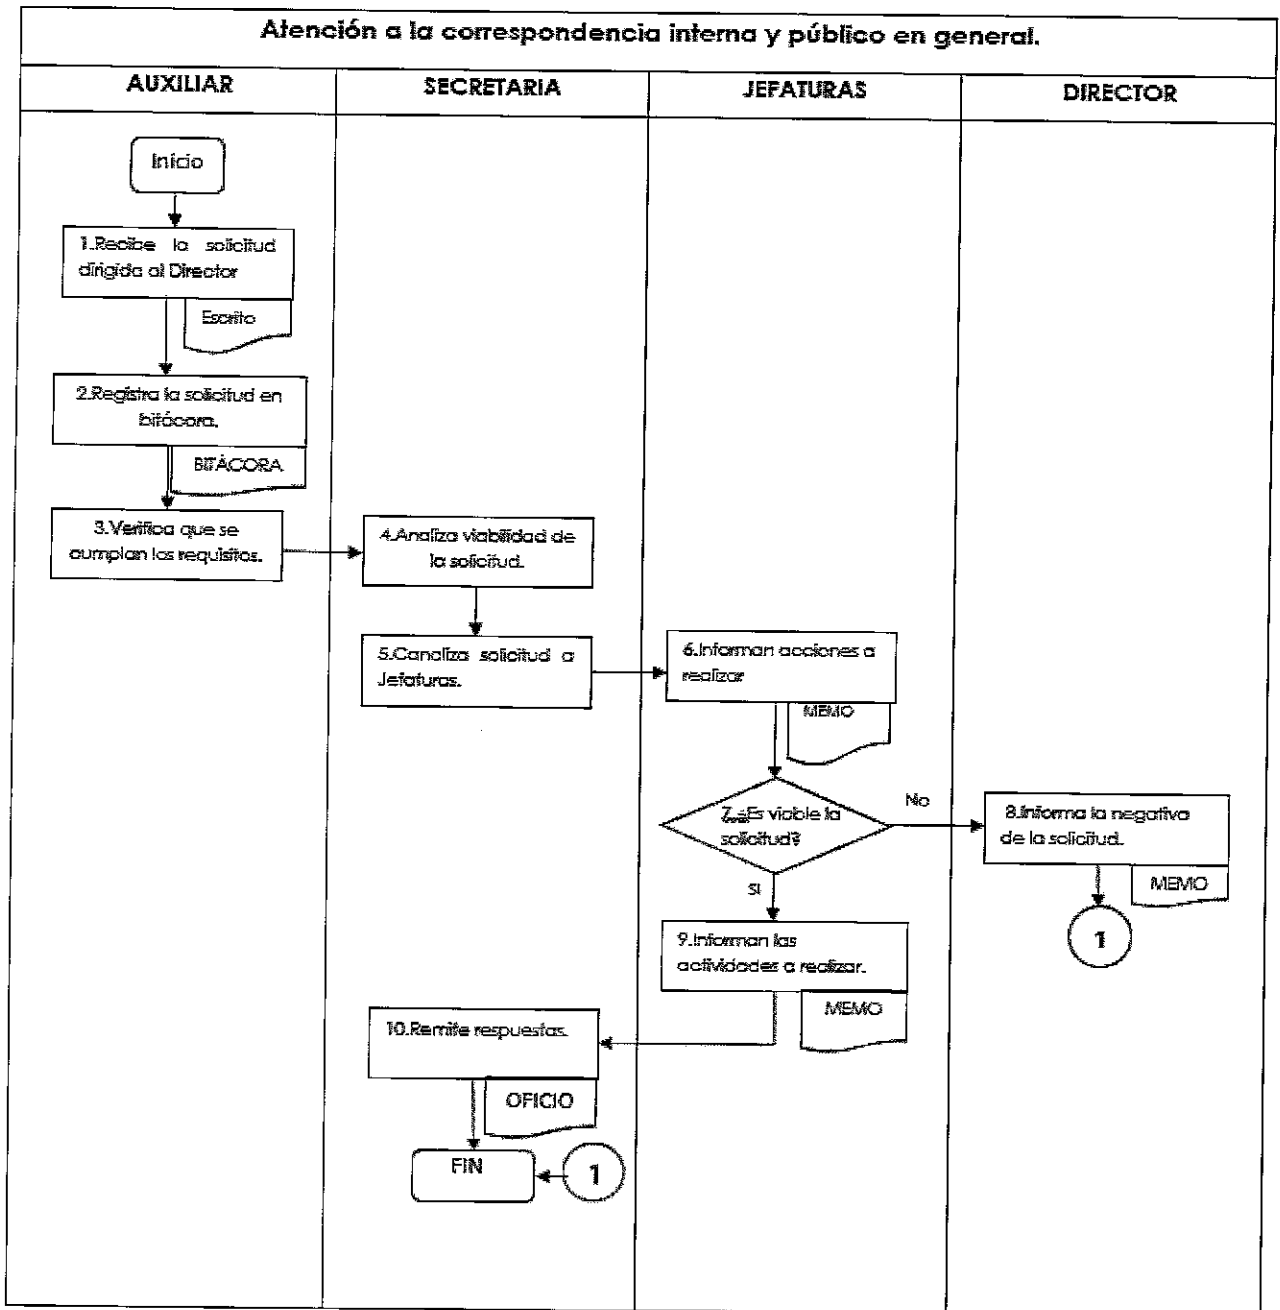 Atención a la correspondencia interna y público en general.
AUXILIAR
SECRETARIA
JEFATURAS
DIRECTOR
Inicio
1.Recibe la solicitud
dirigida al Director
Escrito
2.Registra la solicitud en
bitácora.
BITÁCORA
3.Verifica que se
cumplan los requisitos.
4.Analiza viabilidad de
la solicitud.
5.Canaliza solicitud a
Jefaturas.
6.Informan acciones a
realizar
MEMO
7.¿Es viable la
solicitud?
No
8.Informa la negativa
de la solicitud.
MEMO
1
SI
9.Informan las
actividades a realizar.
MEMO
10.Remite respuestas.
OFICIO
FIN
1